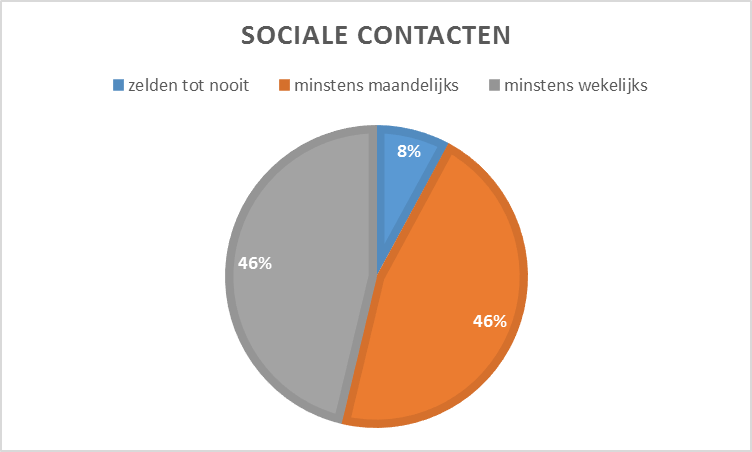 SOCIALE CONTACTEN
zelden tot nooit minstens maandelijks minstens wekelijks
8%
46%
46%